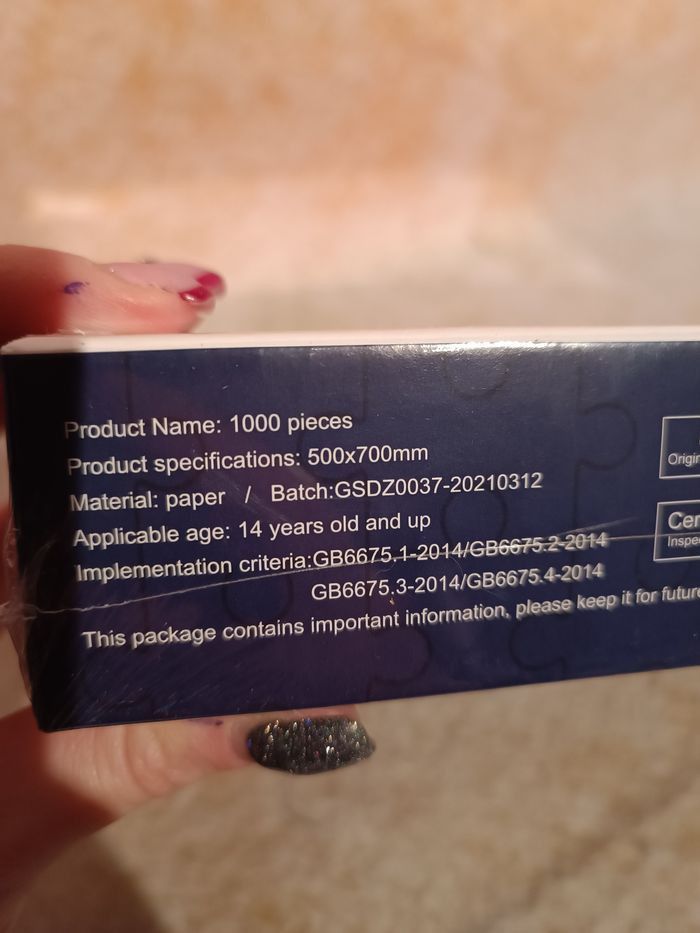 Product Name: 1000 pieces
Product specifications: 500x700mm
Material: paper / Batch:GSDZ0037-20210312
Applicable age: 14 years old and up
Implementation criteria:GB6675.1-2014/GB6675.2-2014
GB6675.3-2014/GB6675.4-2014
This package contains important information, please keep it for future
Origin
Cer
Inspe